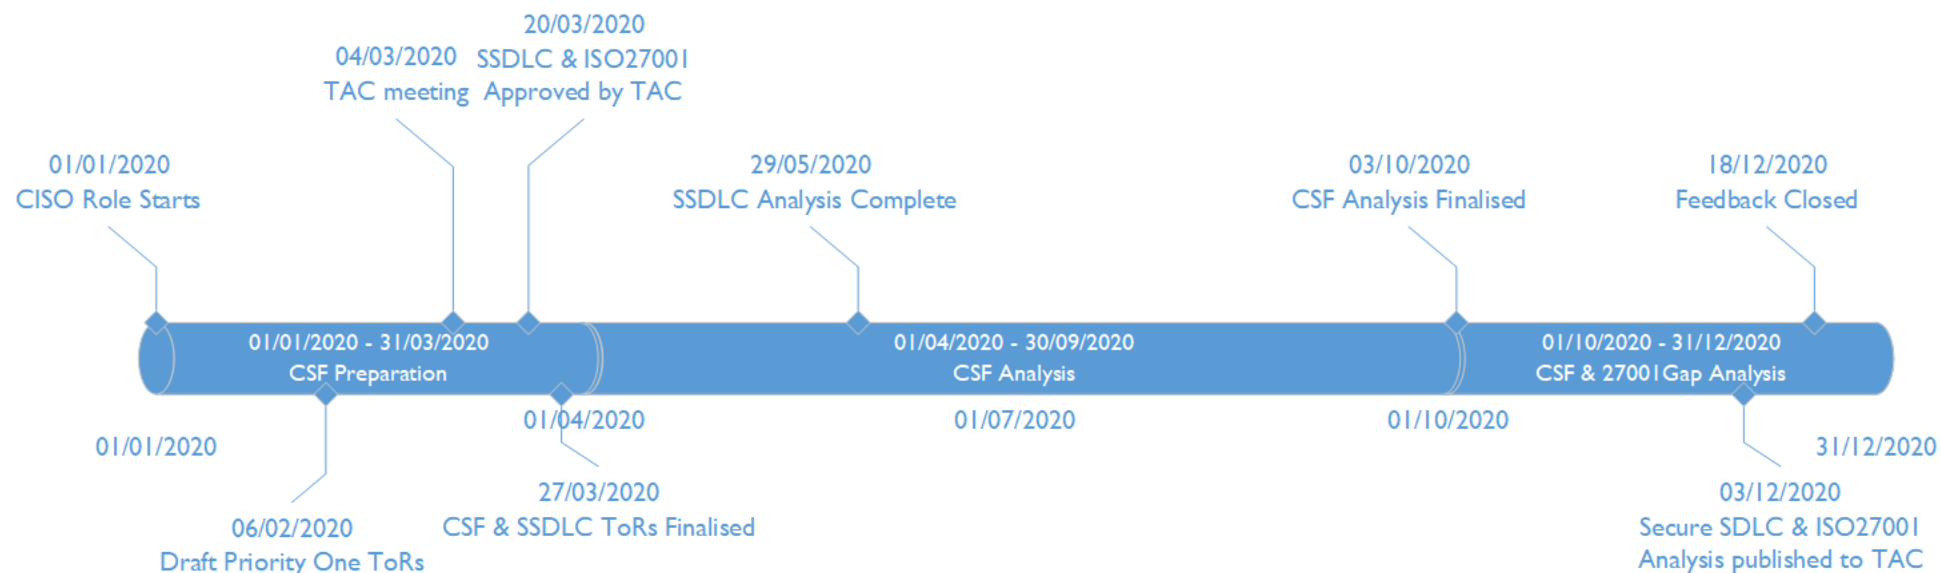 20/03/2020
SSDLC & ISO27001
Approved by TAC
04/03/2020
TAC meeting
01/01/2020
CISO Role Starts
29/05/2020
SSDLC Analysis Complete
03/10/2020
CSF Analysis Finalised
18/12/2020
Feedback Closed
01/01/2020 - 31/03/2020
CSF Preparation
01/04/2020 - 30/09/2020
CSF Analysis
01/10/2020 - 31/12/2020
CSF & 27001Gap Analysis
01/01/2020
01/04/2020
01/07/2020
01/10/2020
31/12/2020
06/02/2020
Draft Priority One ToRs
27/03/2020
CSF & SSDLC ToRs Finalised
03/12/2020
Secure SDLC & ISO27001
Analysis published to TAC